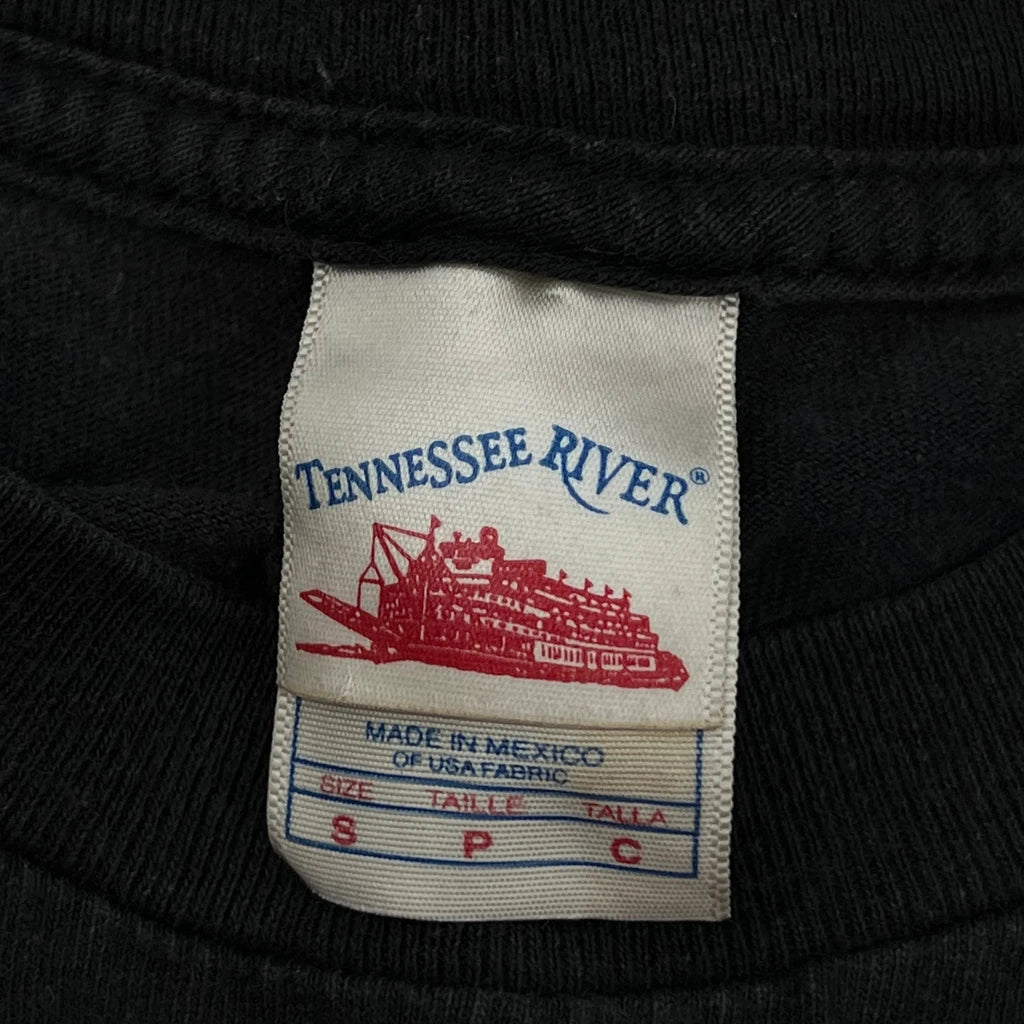 TENNESSEE RIVER®
MADE IN MEXICO
OF USA FABRIC
SIZE TAILLE TALLA
S P C